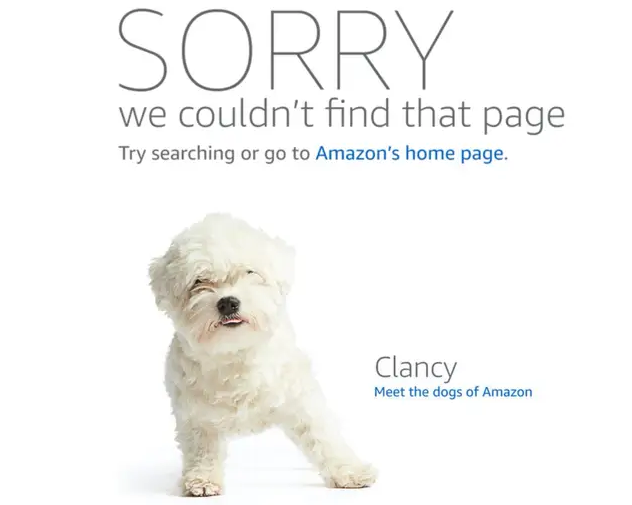 SORRY
we couldn't find that page
Try searching or go to Amazon's home page.
Clancy
Meet the dogs of Amazon